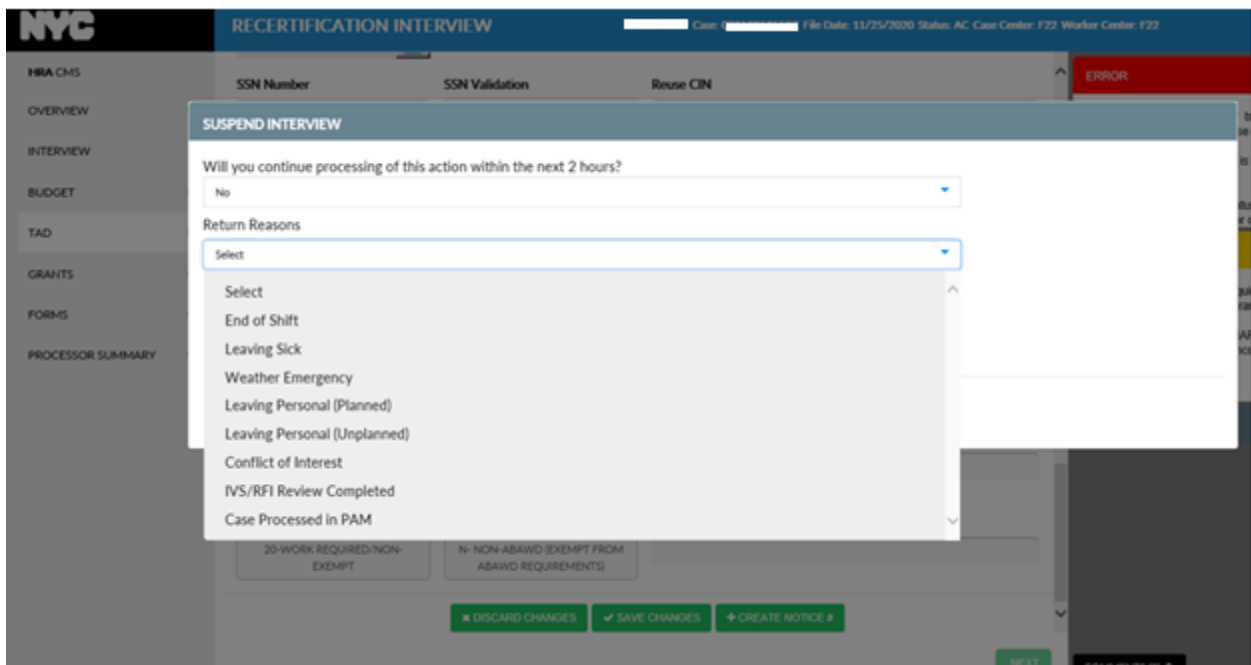 NYC
RECERTIFICATION INTERVIEW
Case: File Date: 11/25/2020 Status: AC Case Center: F22 Worker Center: F22
HRA CMS
OVERVIEW
INTERVIEW
BUDGET
TAD
GRANTS
FORMS
PROCESSOR SUMMARY
SSN Number SSN Validation Reuse CIN
ERROR
SUSPEND INTERVIEW
Will you continue processing of this action within the next 2 hours?
No
Return Reasons
Select
Select
End of Shift
Leaving Sick
Weather Emergency
Leaving Personal (Planned)
Leaving Personal (Unplanned)
Conflict of Interest
IVS/RFI Review Completed
Case Processed in PAM
20-WORK REQUIRED/NON-
EXEMPT
N- NON-ABAWD (EXEMPT FROM
ABAWD REQUIREMENTS)
DISCARD CHANGES SAVE CHANGES CREATE NOTICE #
NEXT